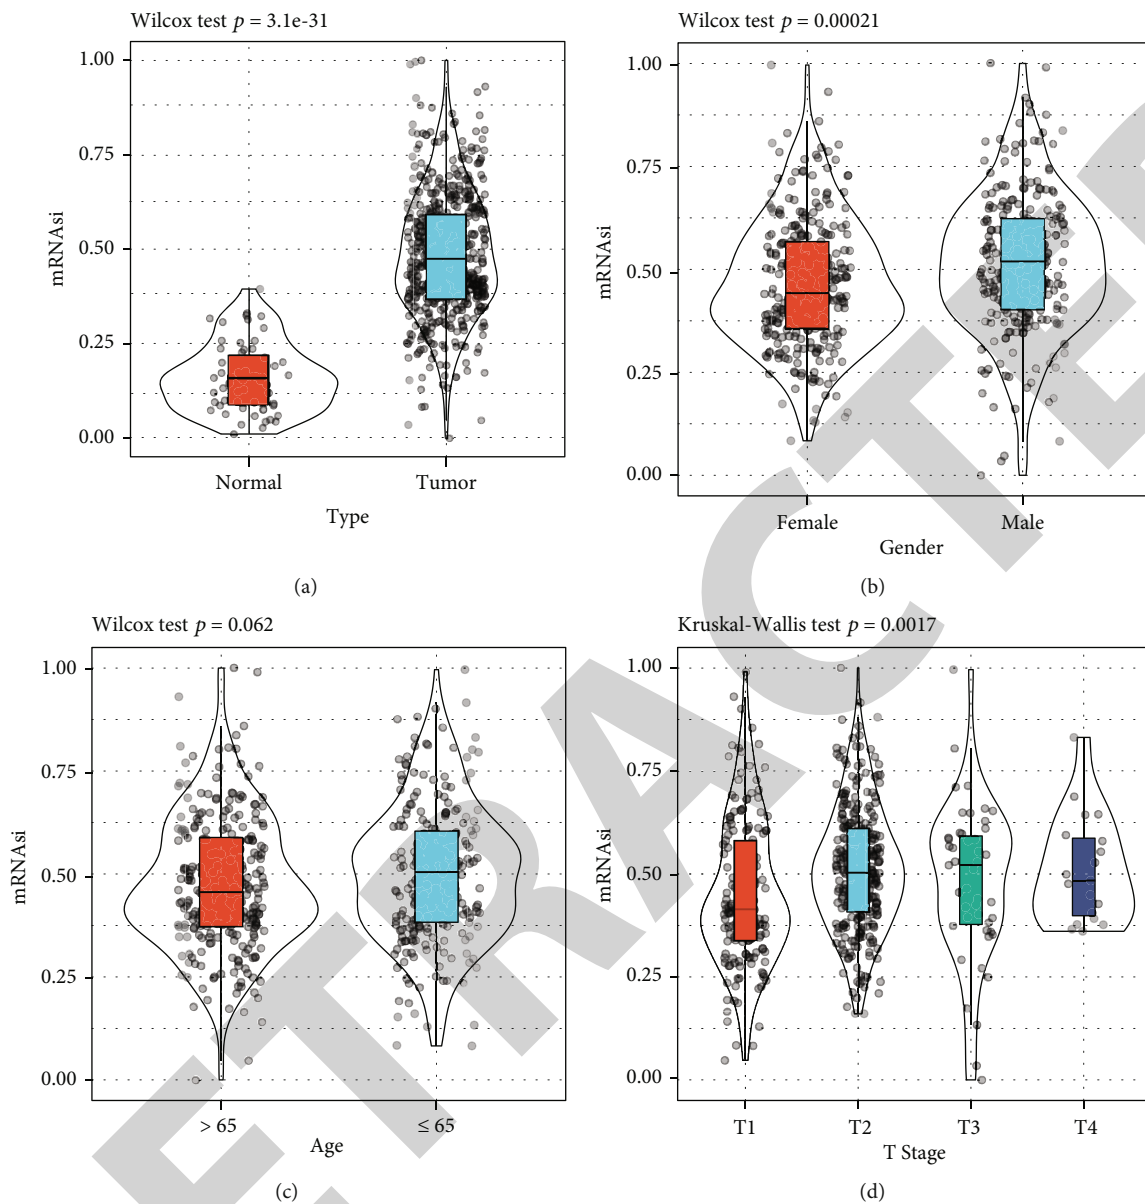 Wilcox test p = 3.1e-31
mRNAsi
1.00
0.75
0.50
0.25
0.00
Normal Tumor
Type
(a)
Wilcox test p = 0.00021
mRNAsi
1.00
0.75
0.50
0.25
0.00
Female Male
Gender
(b)
Wilcox test p = 0.062
mRNAsi
1.00
0.75
0.50
0.25
0.00
> 65 ≤ 65
Age
(c)
Kruskal-Wallis test p = 0.0017
mRNAsi
1.00
0.75
0.50
0.25
0.00
T1 T2 T3 T4
T Stage
(d)
ETRACTE